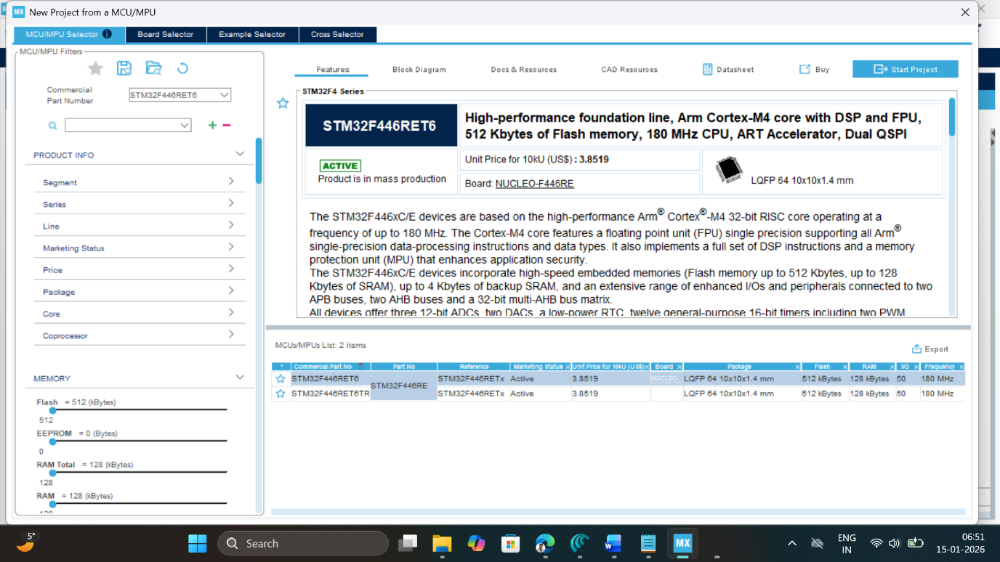 MX New Project from a MCU/MPU
MCU/MPU Selector Board Selector Example Selector Cross Selector
MCU/MPU Filters
Commercial
Part Number
STM32F446RET6
PRODUCT INFO
Segment
Series
Line
Marketing Status
Price
Package
Core
Coprocessor
MEMORY
Flash = 512 (kBytes)
512
EEPROM = 0 (Bytes)
0
RAM Total = 128 (kBytes)
128
RAM = 128 (kBytes)
Features Block Diagram Docs & Resources CAD Resources Datasheet Buy Start Project
STM32F4 Series
STM32F446RET6
High-performance foundation line, Arm Cortex-M4 core with DSP and FPU,
512 Kbytes of Flash memory, 180 MHz CPU, ART Accelerator, Dual QSPI
ACTIVE
Product is in mass production
Unit Price for 10kU (US$) : 3.8519
Board: NUCLEO-F446RE
LQFP 64 10x10x1.4 mm
The STM32F446xC/E devices are based on the high-performance Arm® Cortex®-M4 32-bit RISC core operating at a
frequency of up to 180 MHz. The Cortex-M4 core features a floating point unit (FPU) single precision supporting all Arm®
single-precision data-processing instructions and data types. It also implements a full set of DSP instructions and a memory
protection unit (MPU) that enhances application security.
The STM32F446xC/E devices incorporate high-speed embedded memories (Flash memory up to 512 Kbytes, up to 128
Kbytes of SRAM), up to 4 Kbytes of backup SRAM, and an extensive range of enhanced I/Os and peripherals connected to two
APB buses, two AHB buses and a 32-bit multi-AHB bus matrix.
All devices offer three 12-bit ADCs, two DACs, a low-power RTC, twelve general-purpose 16-bit timers including two PWM
MCUs/MPUs List: 2 items
Export
* Commercial Part No Part No Reference Marketing Status Unit Price for 10kU (US$) Board Package Flash RAM I/O Frequency
STM32F446RET6 STM32F446RE STM32F446RETx Active 3.8519 NUCLEO... LQFP 64 10x10x1.4 mm 512 kBytes 128 kBytes 50 180 MHz
STM32F446RET6TR STM32F446RETx Active 3.8519 LQFP 64 10x10x1.4 mm 512 kBytes 128 kBytes 50 180 MHz
5°
Search
MX
ENG
IN
06:51
15-01-2026